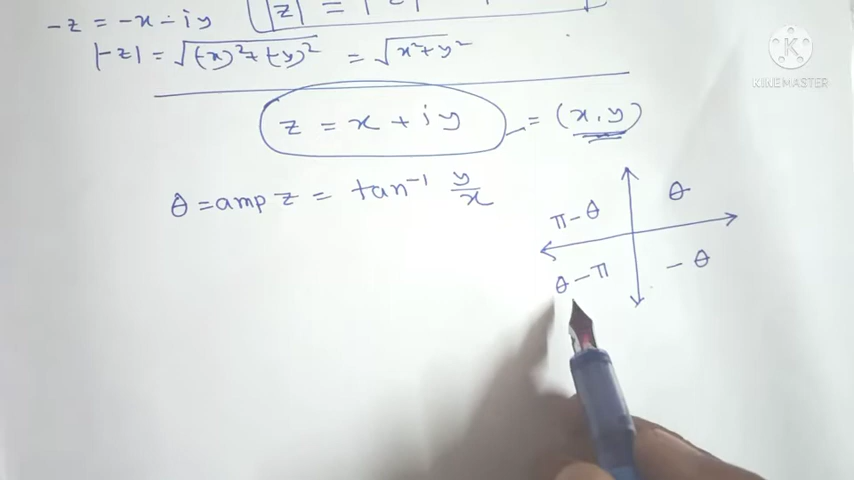 -z = -x - iy
|z| = |z|
|-z| = √(-x)²+(-y)² = √x²+y²
z = x + iy = (x, y)
θ = amp z = tan⁻¹ y/x
π-θ θ
θ-π -θ
K
KINEMASTER